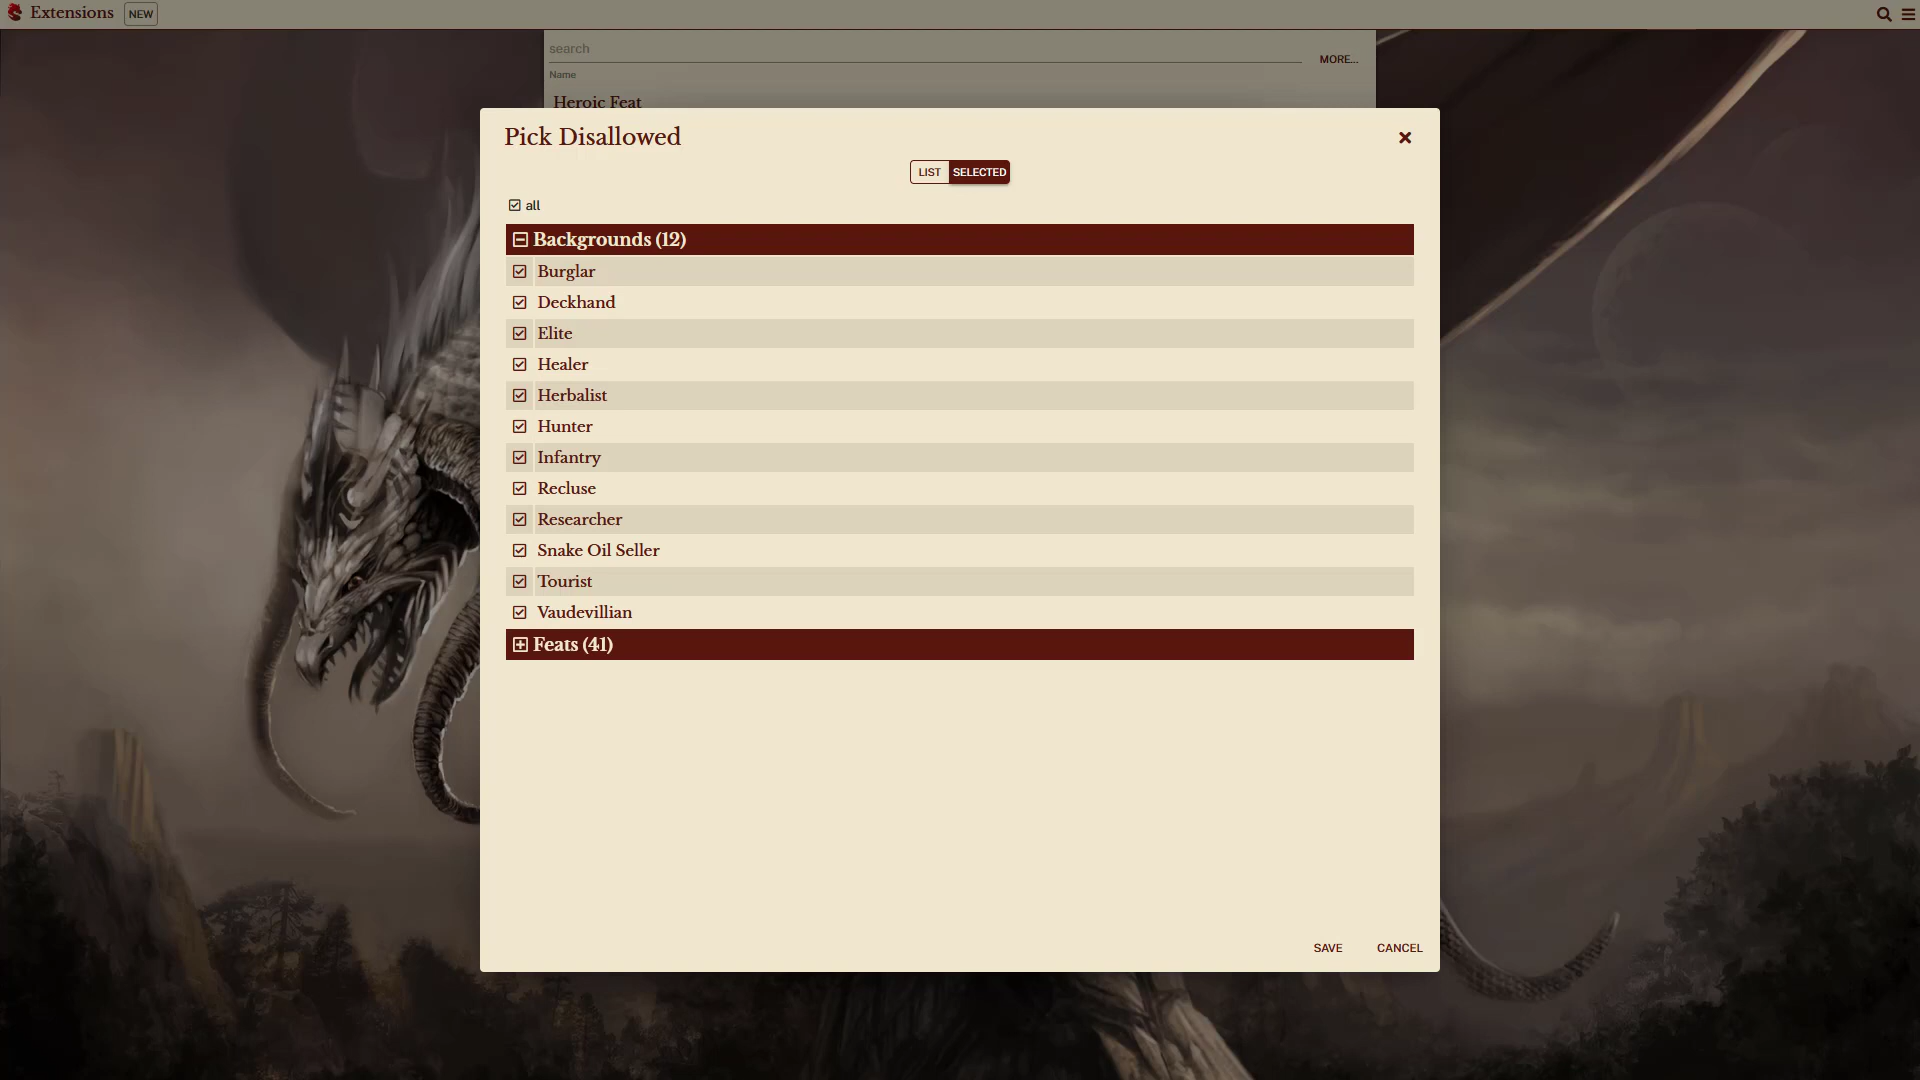 Extensions NEW
search
MORE...
Name
Heroic Feat
Pick Disallowed
LIST SELECTED
all
Backgrounds (12)
Burglar
Deckhand
Elite
Healer
Herbalist
Hunter
Infantry
Recluse
Researcher
Snake Oil Seller
Tourist
Vaudevillian
Feats (41)
SAVE CANCEL